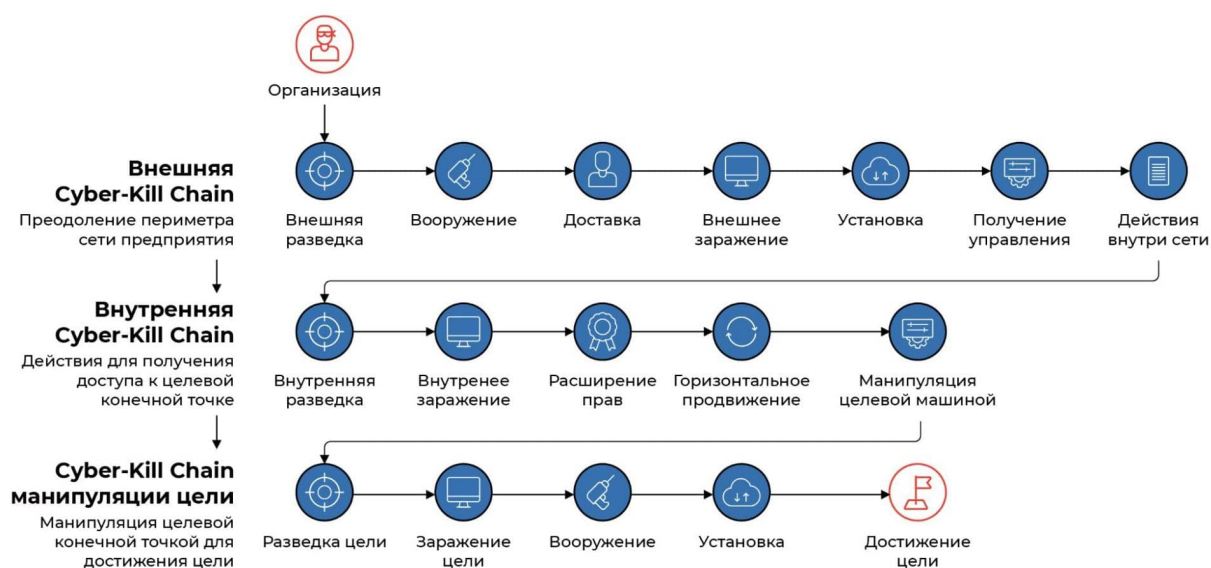 Организация
Внешняя
Cyber-Kill Chain
Преодоление периметра
сети предприятия
Внешняя
разведка
Вооружение
Доставка
Внешнее
заражение
Установка
Получение
управления
Действия
внутри сети
Внутренняя
Cyber-Kill Chain
Действия для получения
доступа к целевой
конечной точке
Внутренняя
разведка
Внутренее
заражение
Расширение
прав
Горизонтальное
продвижение
Манипуляция
целевой машиной
Cyber-Kill Chain
манипуляции цели
Манипуляция целевой
конечной точкой для
достижения цели
Разведка цели
Заражение
цели
Вооружение
Установка
Достижение
цели